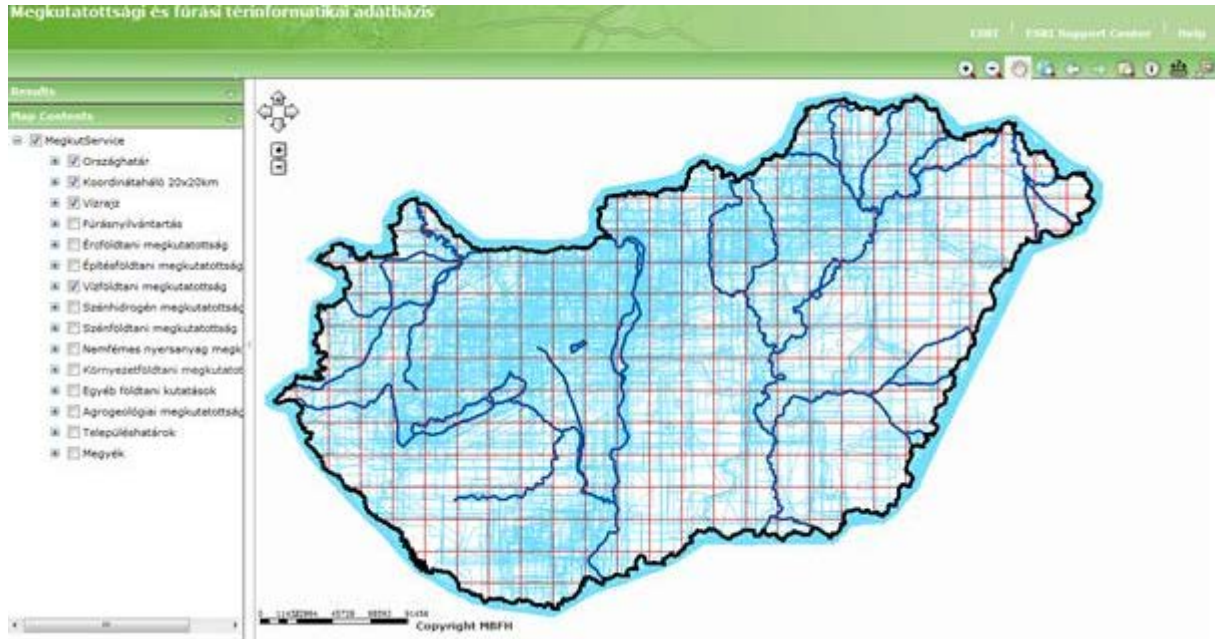 Megkutatottsági és fúrási térinformatikai adatbázis
ESRI | ESRI Support Center | Help
Results
Map Contents
MegkutService
Országhatár
Koordinátaháló 20x20km
Vízrajz
Fúrásnyilvántartás
Ércföldtani megkutatottság
Építésföldtani megkutatottság
Vízföldtani megkutatottság
Szénhidrogén megkutatottság
Szénföldtani megkutatottság
Nemfémes nyersanyag megk
Környezetföldtani megkutatot
Egyéb földtani kutatások
Agrogeológiai megkutatottság
Településhatárok
Megyék
0
Copyright MBFH